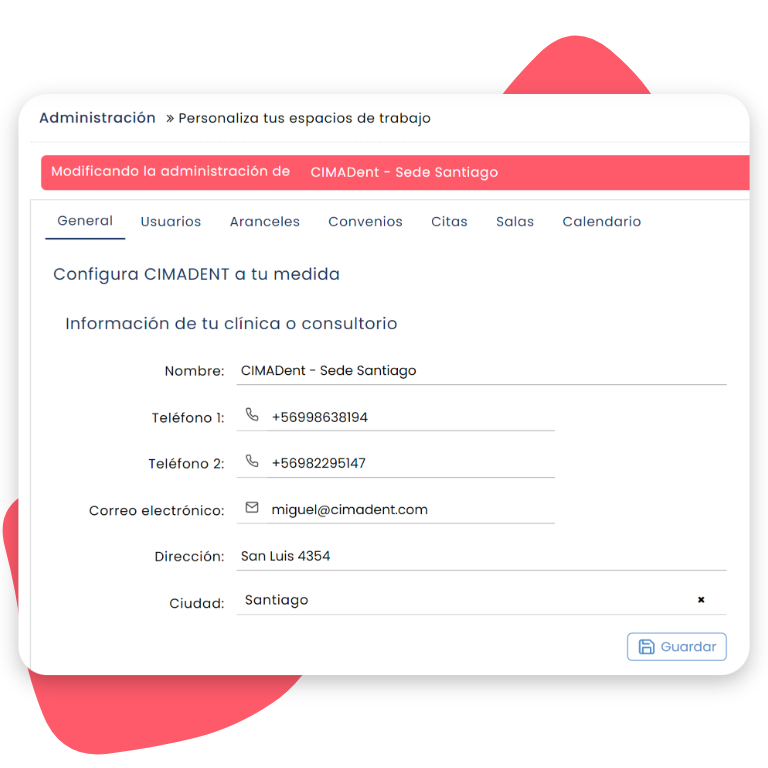 Administración » Personaliza tus espacios de trabajo
Modificando la administración de CIMADent - Sede Santiago
General Usuarios Aranceles Convenios Citas Salas Calendario
Configura CIMADENT a tu medida
Información de tu clínica o consultorio
Nombre: CIMADent - Sede Santiago
Teléfono 1: +56998638194
Teléfono 2: +56982295147
Correo electrónico: miguel@cimadent.com
Dirección: San Luis 4354
Ciudad: Santiago ×
Guardar